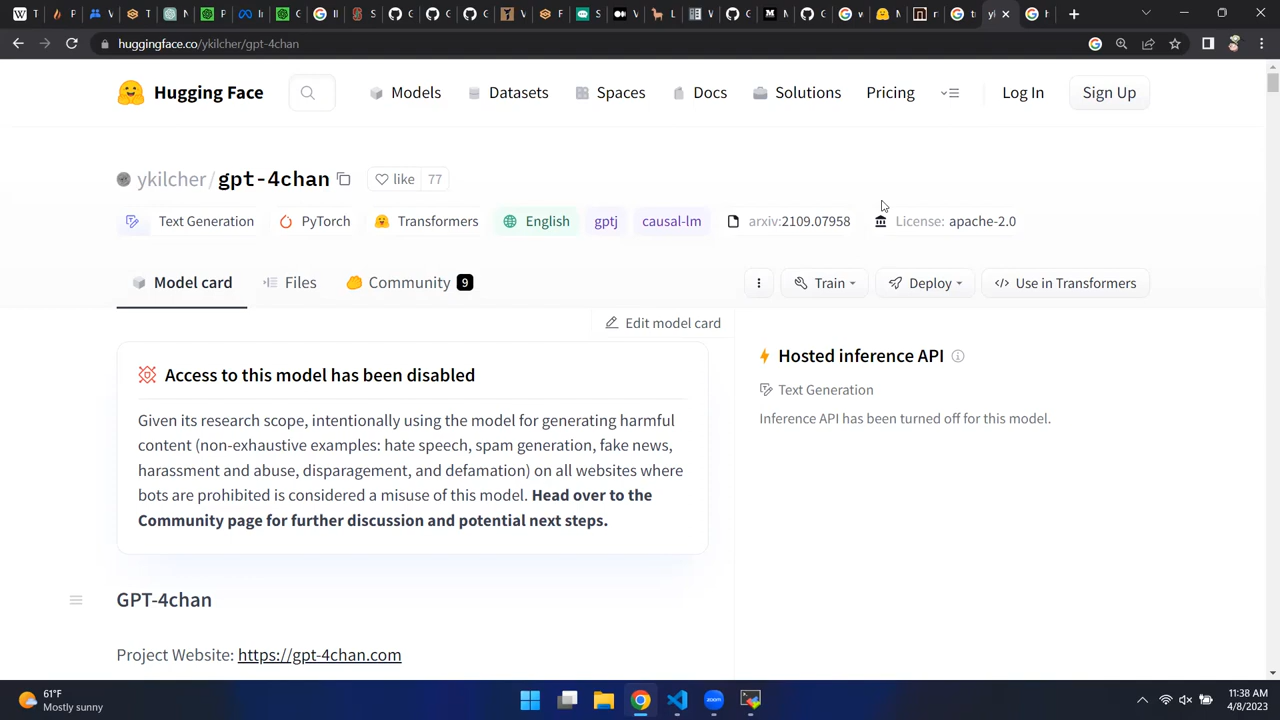 huggingface.co/ykilcher/gpt-4chan
Hugging Face
Models
Datasets
Spaces
Docs
Solutions
Pricing
Log In
Sign Up
ykilcher/gpt-4chan
like 77
Text Generation
PyTorch
Transformers
English
gptj
causal-lm
arxiv:2109.07958
License: apache-2.0
Model card
Files
Community 9
Train
Deploy
</> Use in Transformers
Edit model card
Access to this model has been disabled
Given its research scope, intentionally using the model for generating harmful
content (non-exhaustive examples: hate speech, spam generation, fake news,
harassment and abuse, disparagement, and defamation) on all websites where
bots are prohibited is considered a misuse of this model. Head over to the
Community page for further discussion and potential next steps.
Hosted inference API
Text Generation
Inference API has been turned off for this model.
GPT-4chan
Project Website: https://gpt-4chan.com
61°F
Mostly sunny
zoom
11:38 AM
4/8/2023